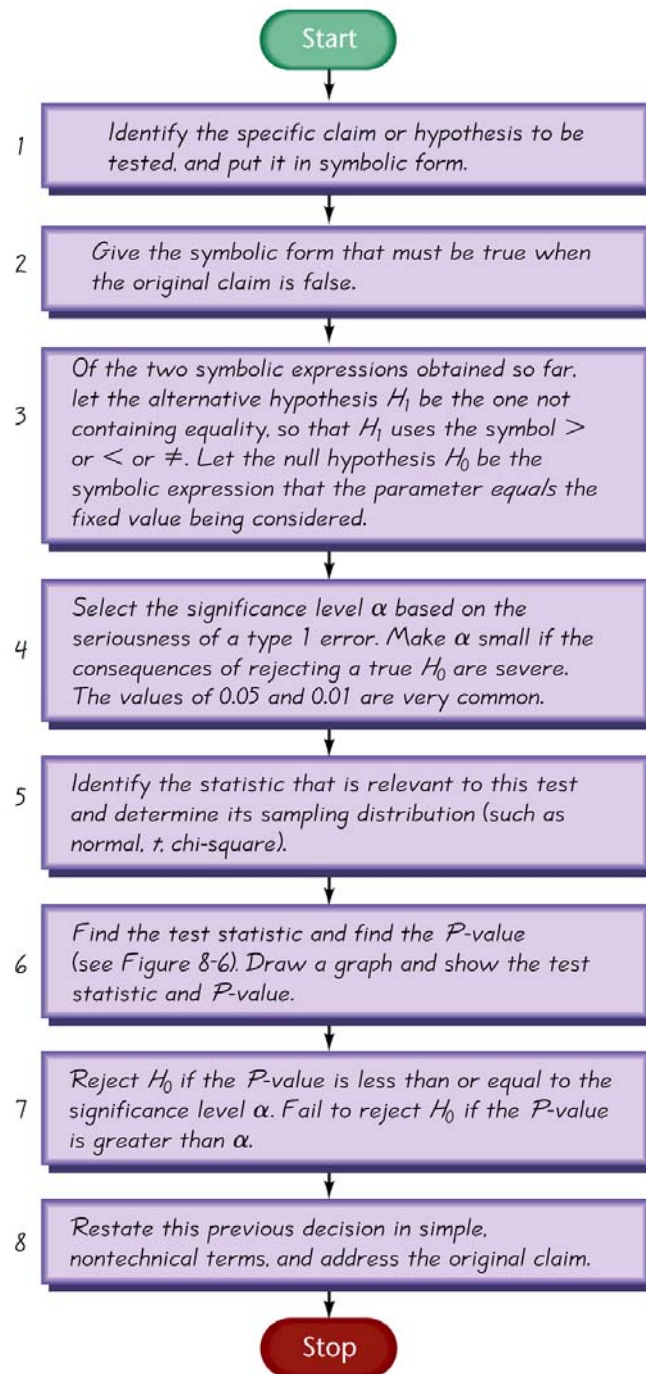 Start
1
Identify the specific claim or hypothesis to be
tested, and put it in symbolic form.
2
Give the symbolic form that must be true when
the original claim is false.
3
Of the two symbolic expressions obtained so far,
let the alternative hypothesis H₁ be the one not
containing equality, so that H₁ uses the symbol >
or < or ≠. Let the null hypothesis H₀ be the
symbolic expression that the parameter equals the
fixed value being considered.
4
Select the significance level α based on the
seriousness of a type 1 error. Make α small if the
consequences of rejecting a true H₀ are severe.
The values of 0.05 and 0.01 are very common.
5
Identify the statistic that is relevant to this test
and determine its sampling distribution (such as
normal, t, chi-square).
6
Find the test statistic and find the P-value
(see Figure 8-6). Draw a graph and show the test
statistic and P-value.
7
Reject H₀ if the P-value is less than or equal to the
significance level α. Fail to reject H₀ if the P-value
is greater than α.
8
Restate this previous decision in simple,
nontechnical terms, and address the original claim.
Stop